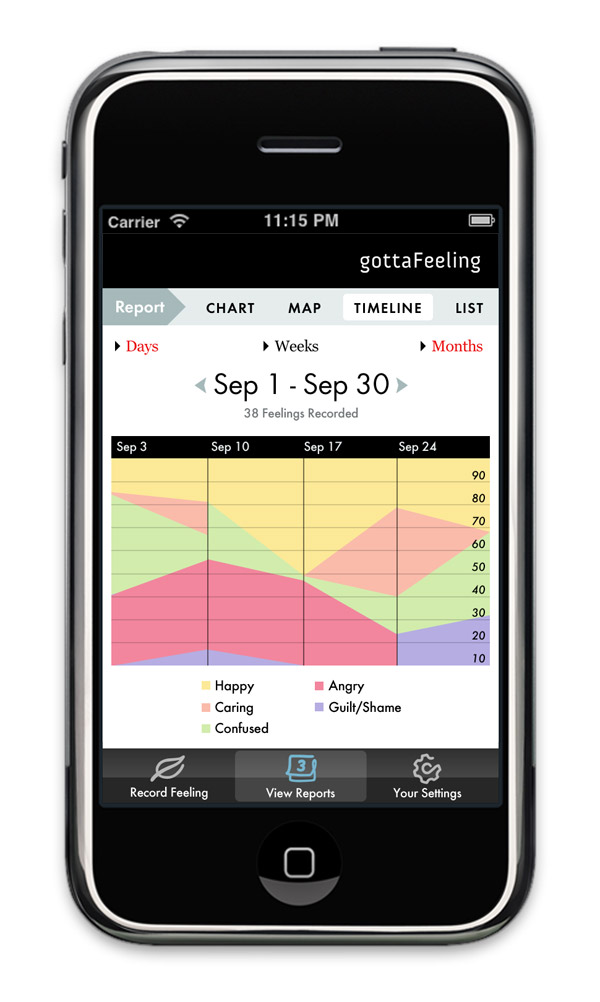 Carrier 11:15 PM
gottaFeeling
Report CHART MAP TIMELINE LIST
Days Weeks Months
Sep 1 - Sep 30
38 Feelings Recorded
Sep 3 Sep 10 Sep 17 Sep 24
90
80
70
60
50
40
30
20
10
Happy Angry
Caring Guilt/Shame
Confused
3
Record Feeling View Reports Your Settings